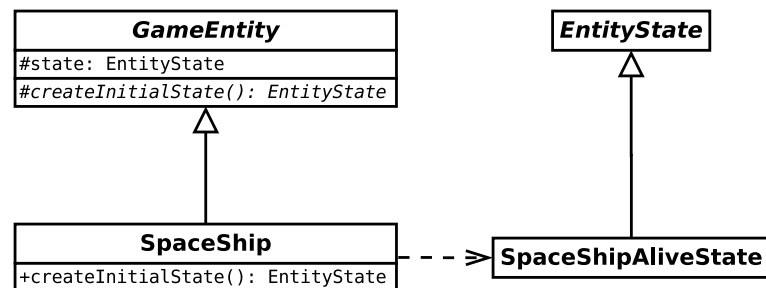 GameEntity
#state: EntityState
#createInitialState(): EntityState
EntityState
SpaceShip
+createInitialState(): EntityState
SpaceShipAliveState